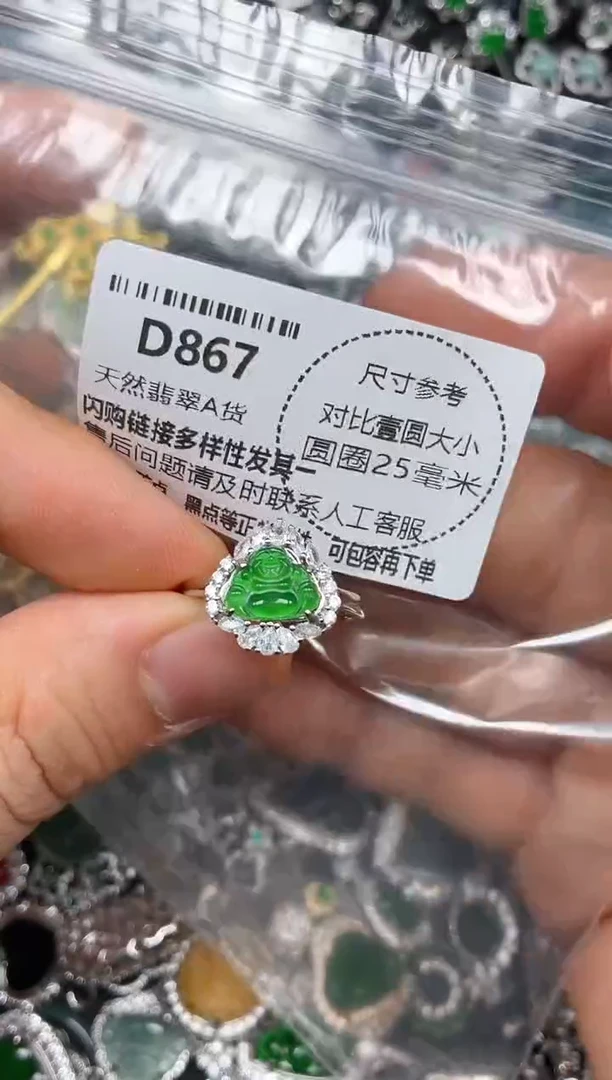 D867
天然翡翠A货
闪购链接多样性发其一
售后问题请及时联系人工客服
黑点等正
可包容再下单
尺寸参考
对比壹圆大小
圆圈25毫米